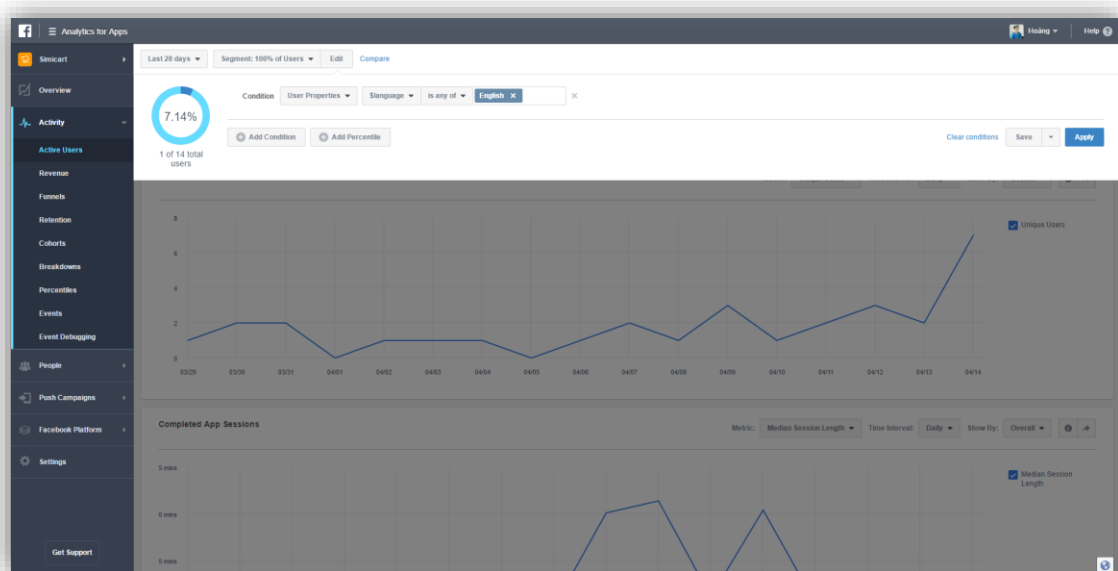 Analytics for Apps
Hoàng
Help
Simicart
Last 28 days
Segment: 100% of Users
Edit
Compare
Overview
Activity
Active Users
Revenue
Funnels
Retention
Cohorts
Breakdowns
Percentiles
Events
Event Debugging
People
Push Campaigns
Facebook Platform
Settings
Get Support
7.14%
1 of 14 total
users
Condition
User Properties
$language
is any of
English
Add Condition
Add Percentile
Clear conditions
Save
Apply
8
6
4
2
0
03/29 03/30 03/31 04/01 04/02 04/03 04/04 04/05 04/06 04/07 04/08 04/09 04/10 04/11 04/12 04/13 04/14
Unique Users
Completed App Sessions
Metric: Median Session Length Time Interval: Daily Show By: Overall
5 mins
0 mins
5 mins
Median Session
Length